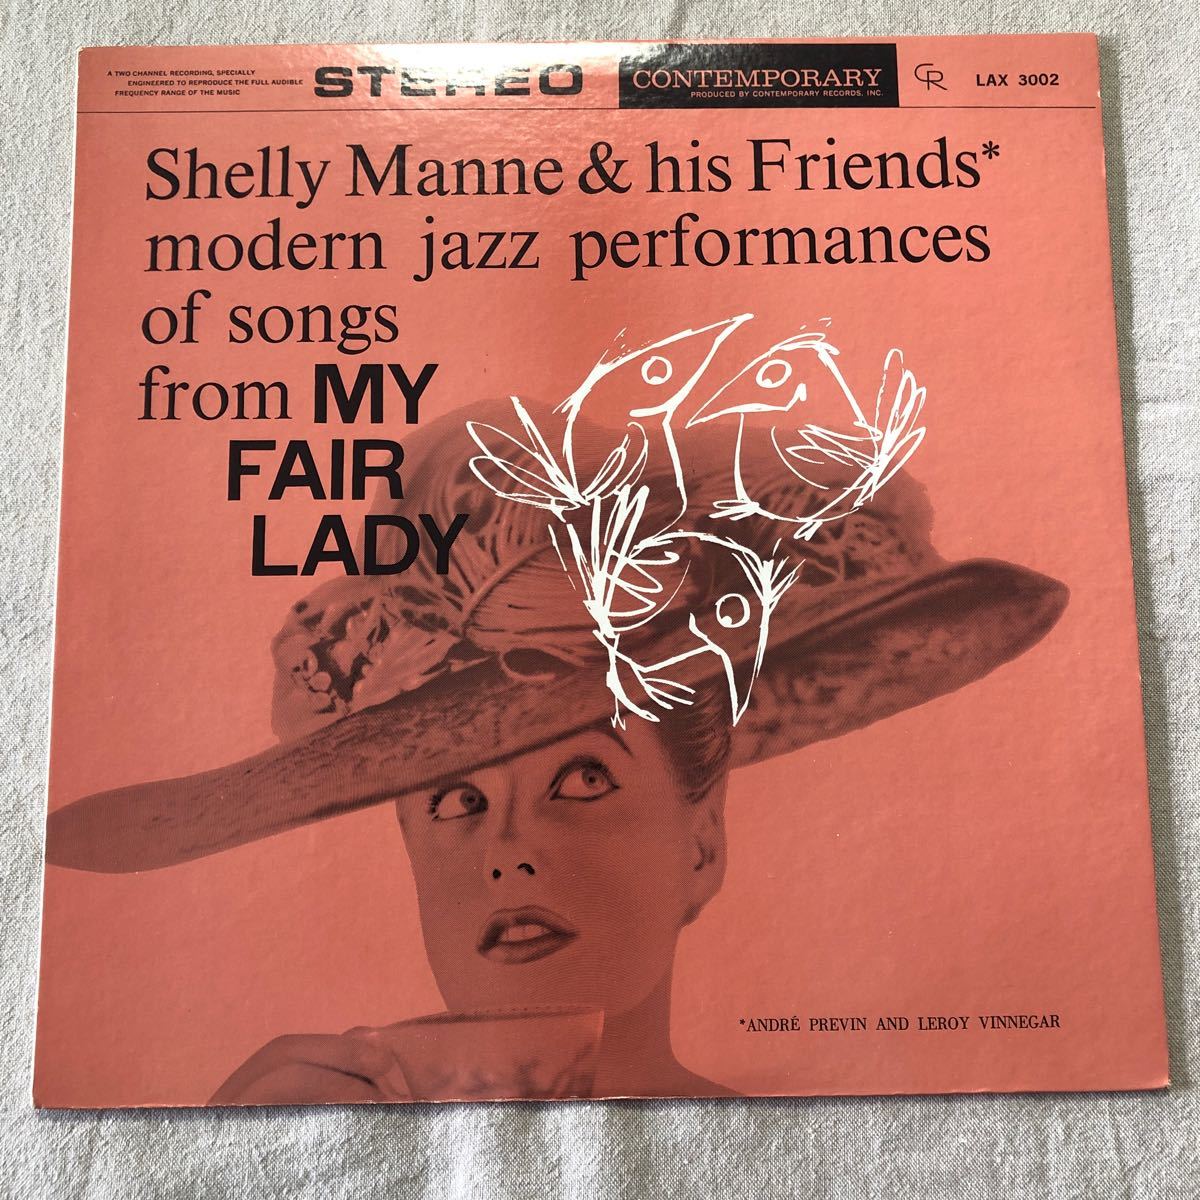 A TWO CHANNEL RECORDING, SPECIALLY
ENGINEERED TO REPRODUCE THE FULL AUDIBLE
FREQUENCY RANGE OF THE MUSIC
STEREO
CONTEMPORARY
PRODUCED BY CONTEMPORARY RECORDS, INC.
CR
LAX 3002
Shelly Manne & his Friends*
modern jazz performances
of songs
from MY
FAIR
LADY
*ANDRÉ PREVIN AND LEROY VINNEGAR